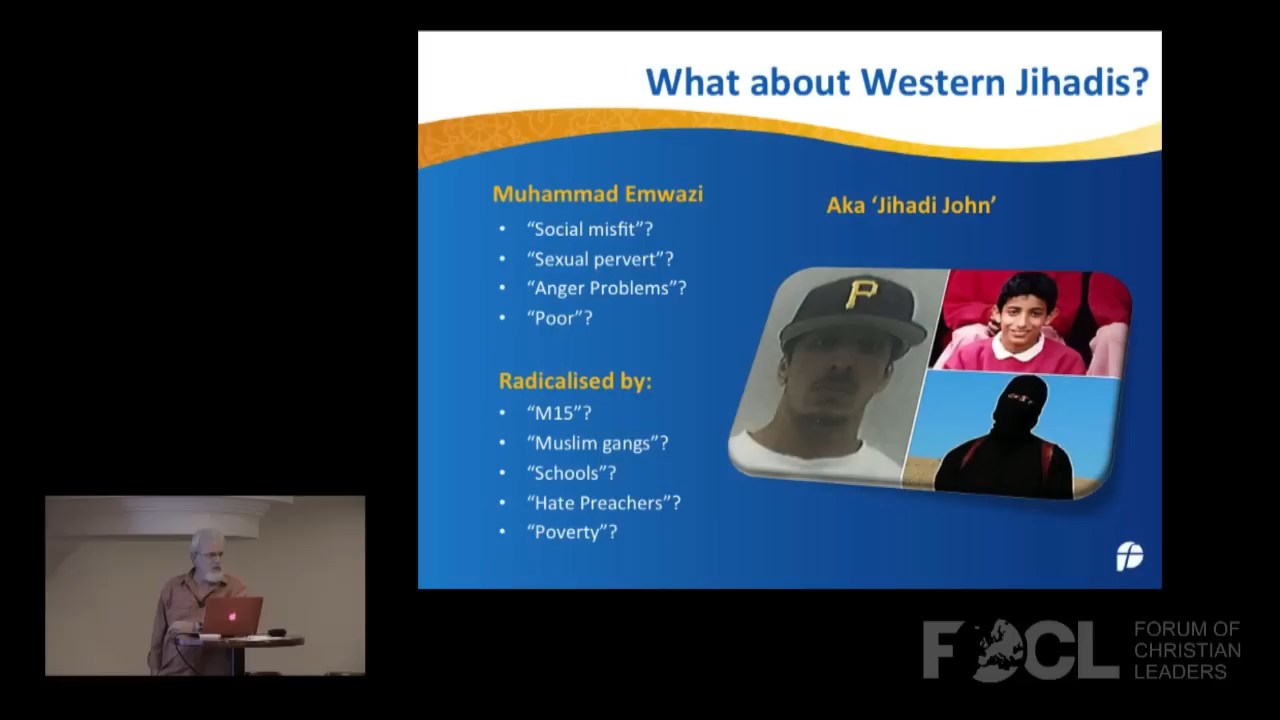 What about Western Jihadis?
Muhammad Emwazi
• “Social misfit”?
• “Sexual pervert”?
• “Anger Problems”?
• “Poor”?
Radicalised by:
• “M15”?
• “Muslim gangs”?
• “Schools”?
• “Hate Preachers”?
• “Poverty”?
Aka ‘Jihadi John’
P
FOCL
FORUM OF
CHRISTIAN
LEADERS